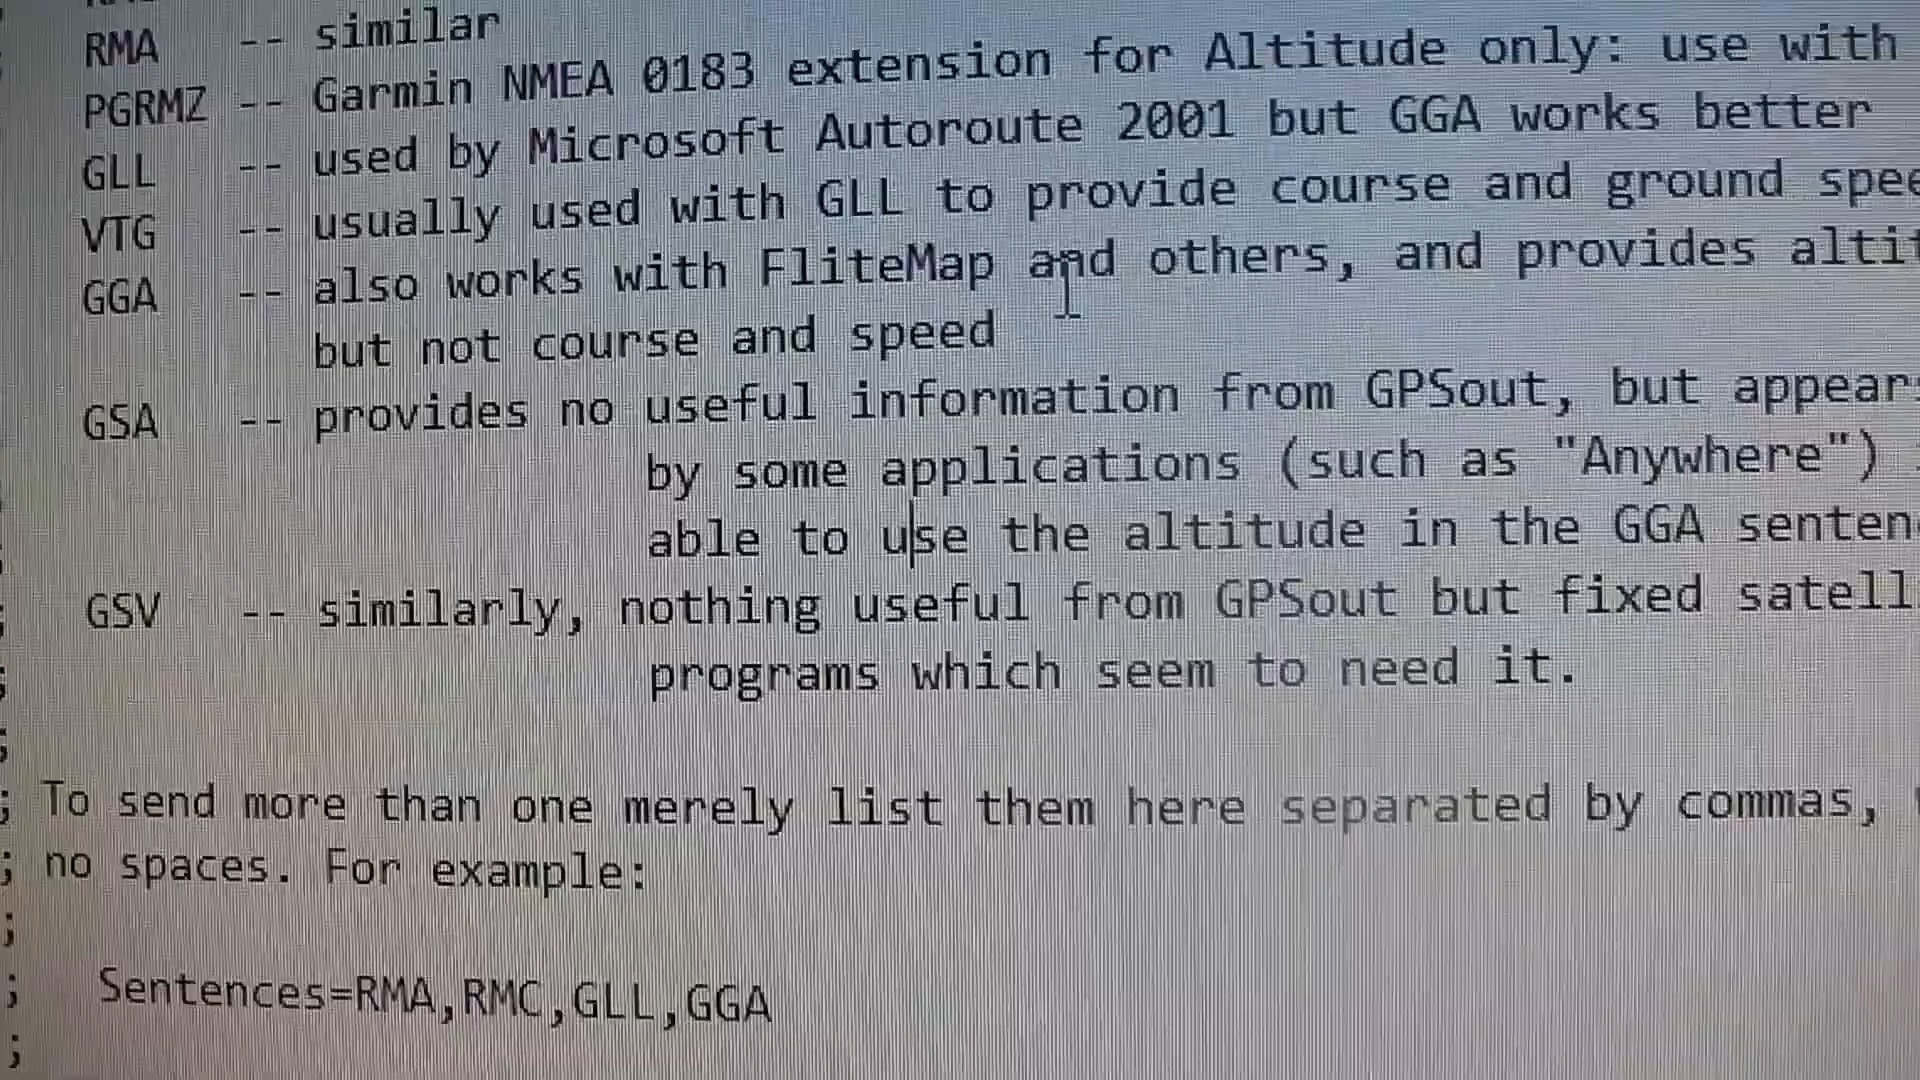 RMA -- similar
PGRMZ -- Garmin NMEA 0183 extension for Altitude only: use with
GLL -- used by Microsoft Autoroute 2001 but GGA works better
VTG -- usually used with GLL to provide course and ground
GGA -- also works with FliteMap and others, and provides
but not course and speed
GSA -- provides no useful information from GPSout, but
by some applications (such as "Anywhere")
able to use the altitude in the GGA
GSV -- similarly, nothing useful from GPSout but fixed
programs which seem to need it.
;
; To send more than one merely list them here separated by commas,
; no spaces. For example:
;
; Sentences=RMA,RMC,GLL,GGA
;